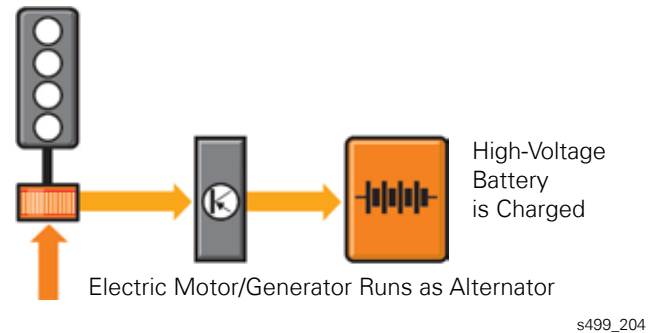 High-Voltage
Battery
is Charged
Electric Motor/Generator Runs as Alternator
s499_204